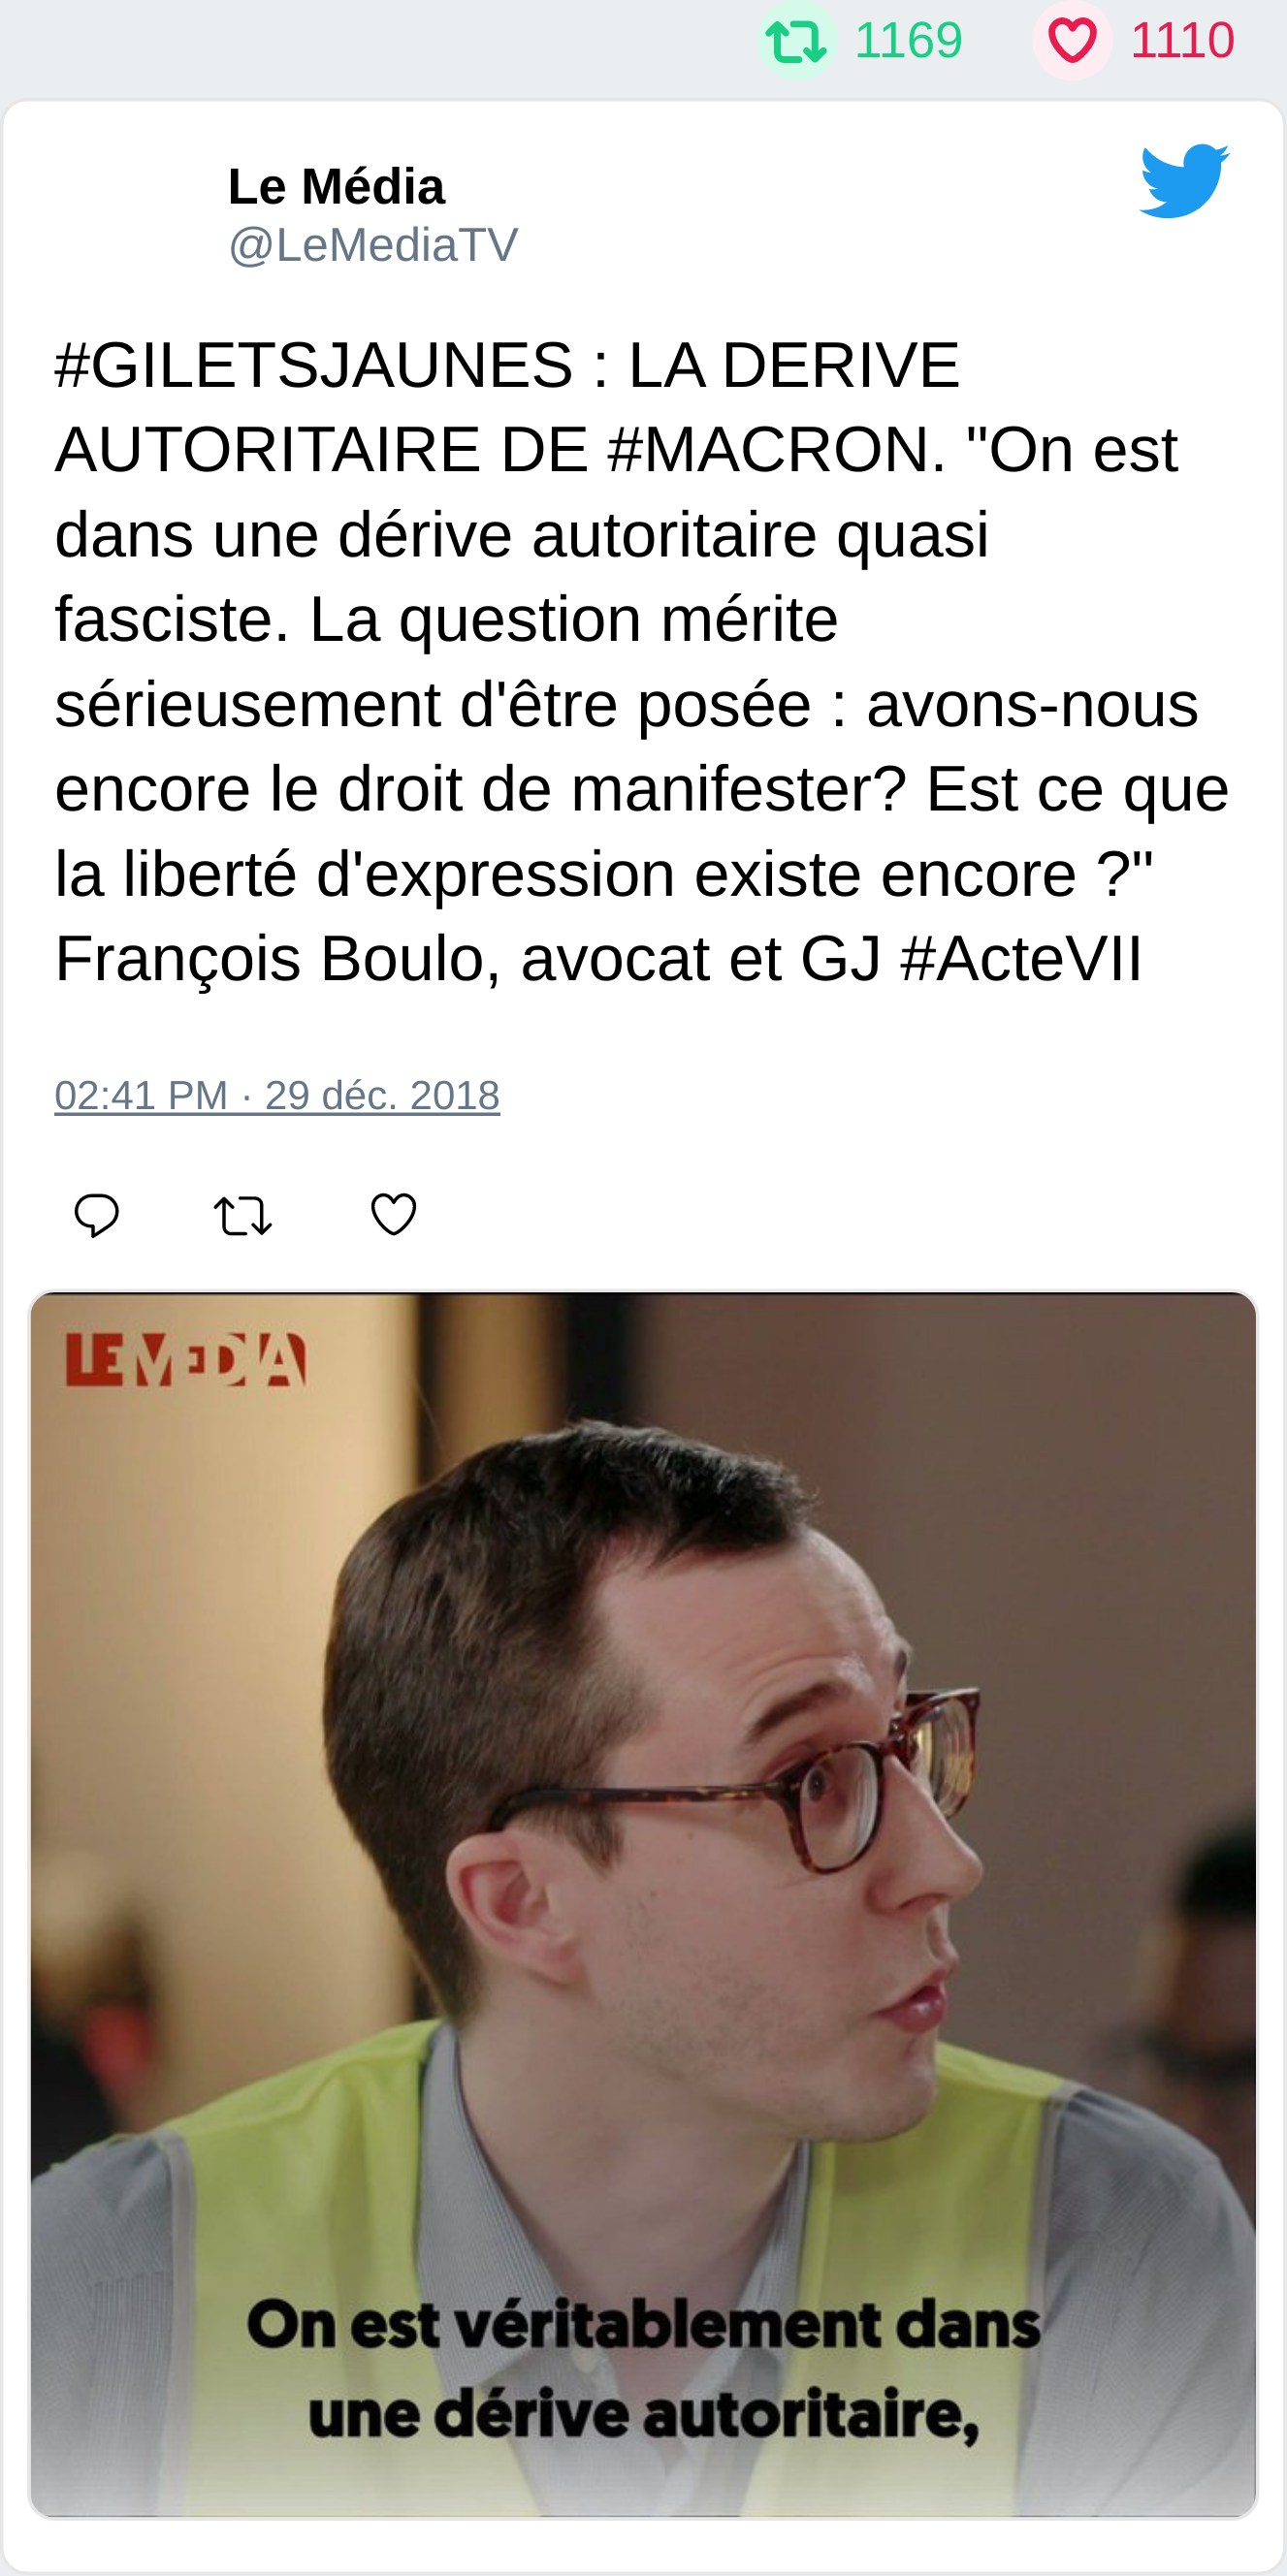 1169 1110
Le Média
@LeMediaTV
#GILETSJAUNES : LA DERIVE
AUTORITAIRE DE #MACRON. "On est
dans une dérive autoritaire quasi
fasciste. La question mérite
sérieusement d'être posée : avons-nous
encore le droit de manifester? Est ce que
la liberté d'expression existe encore ?"
François Boulo, avocat et GJ #ActeVII
02:41 PM · 29 déc. 2018
LE MEDIA
On est véritablement dans
une dérive autoritaire,